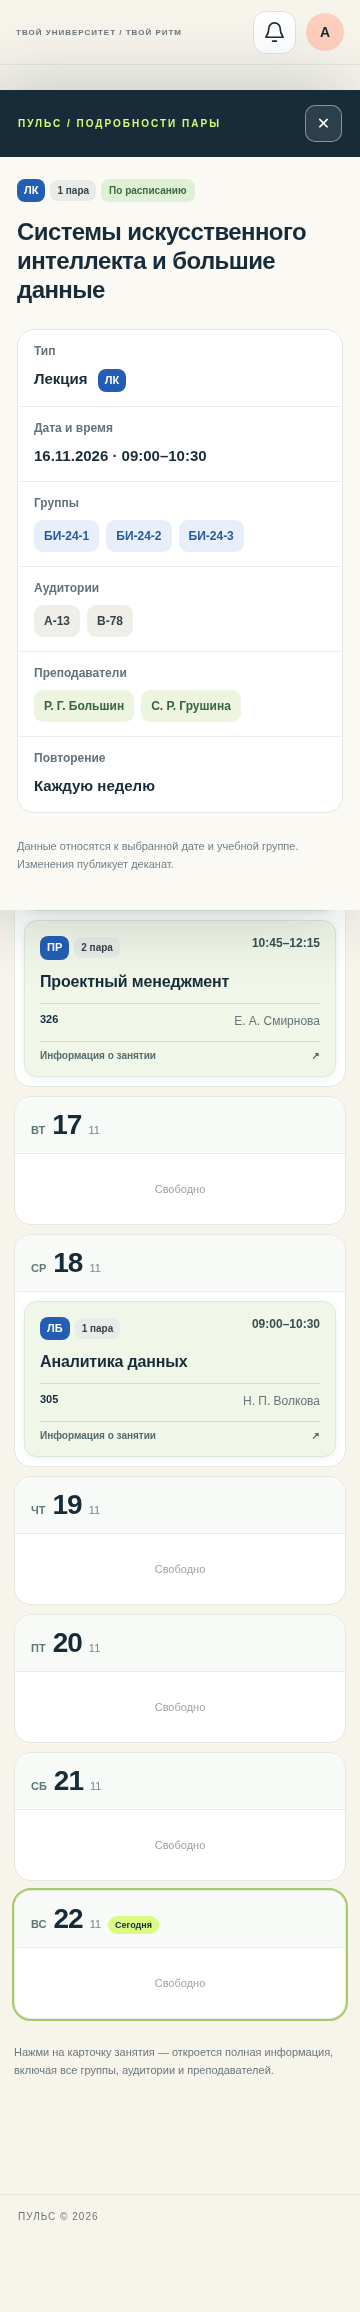 ТВОЙ УНИВЕРСИТЕТ / ТВОЙ РИТМ
А
ПУЛЬС / ПОДРОБНОСТИ ПАРЫ
✕
ЛК 1 пара По расписанию
Системы искусственного
интеллекта и большие
данные
Тип
Лекция ЛК
Дата и время
16.11.2026 · 09:00–10:30
Группы
БИ-24-1 БИ-24-2 БИ-24-3
Аудитории
А-13 В-78
Преподаватели
Р. Г. Большин С. Р. Грушина
Повторение
Каждую неделю
Данные относятся к выбранной дате и учебной группе.
Изменения публикует деканат.
ПР 2 пара 10:45–12:15
Проектный менеджмент
326 Е. А. Смирнова
Информация о занятии ↗
ВТ 17 11
Свободно
СР 18 11
ЛБ 1 пара 09:00–10:30
Аналитика данных
305 Н. П. Волкова
Информация о занятии ↗
ЧТ 19 11
Свободно
ПТ 20 11
Свободно
СБ 21 11
Свободно
ВС 22 11 Сегодня
Свободно
Нажми на карточку занятия — откроется полная информация,
включая все группы, аудитории и преподавателей.
ПУЛЬС © 2026